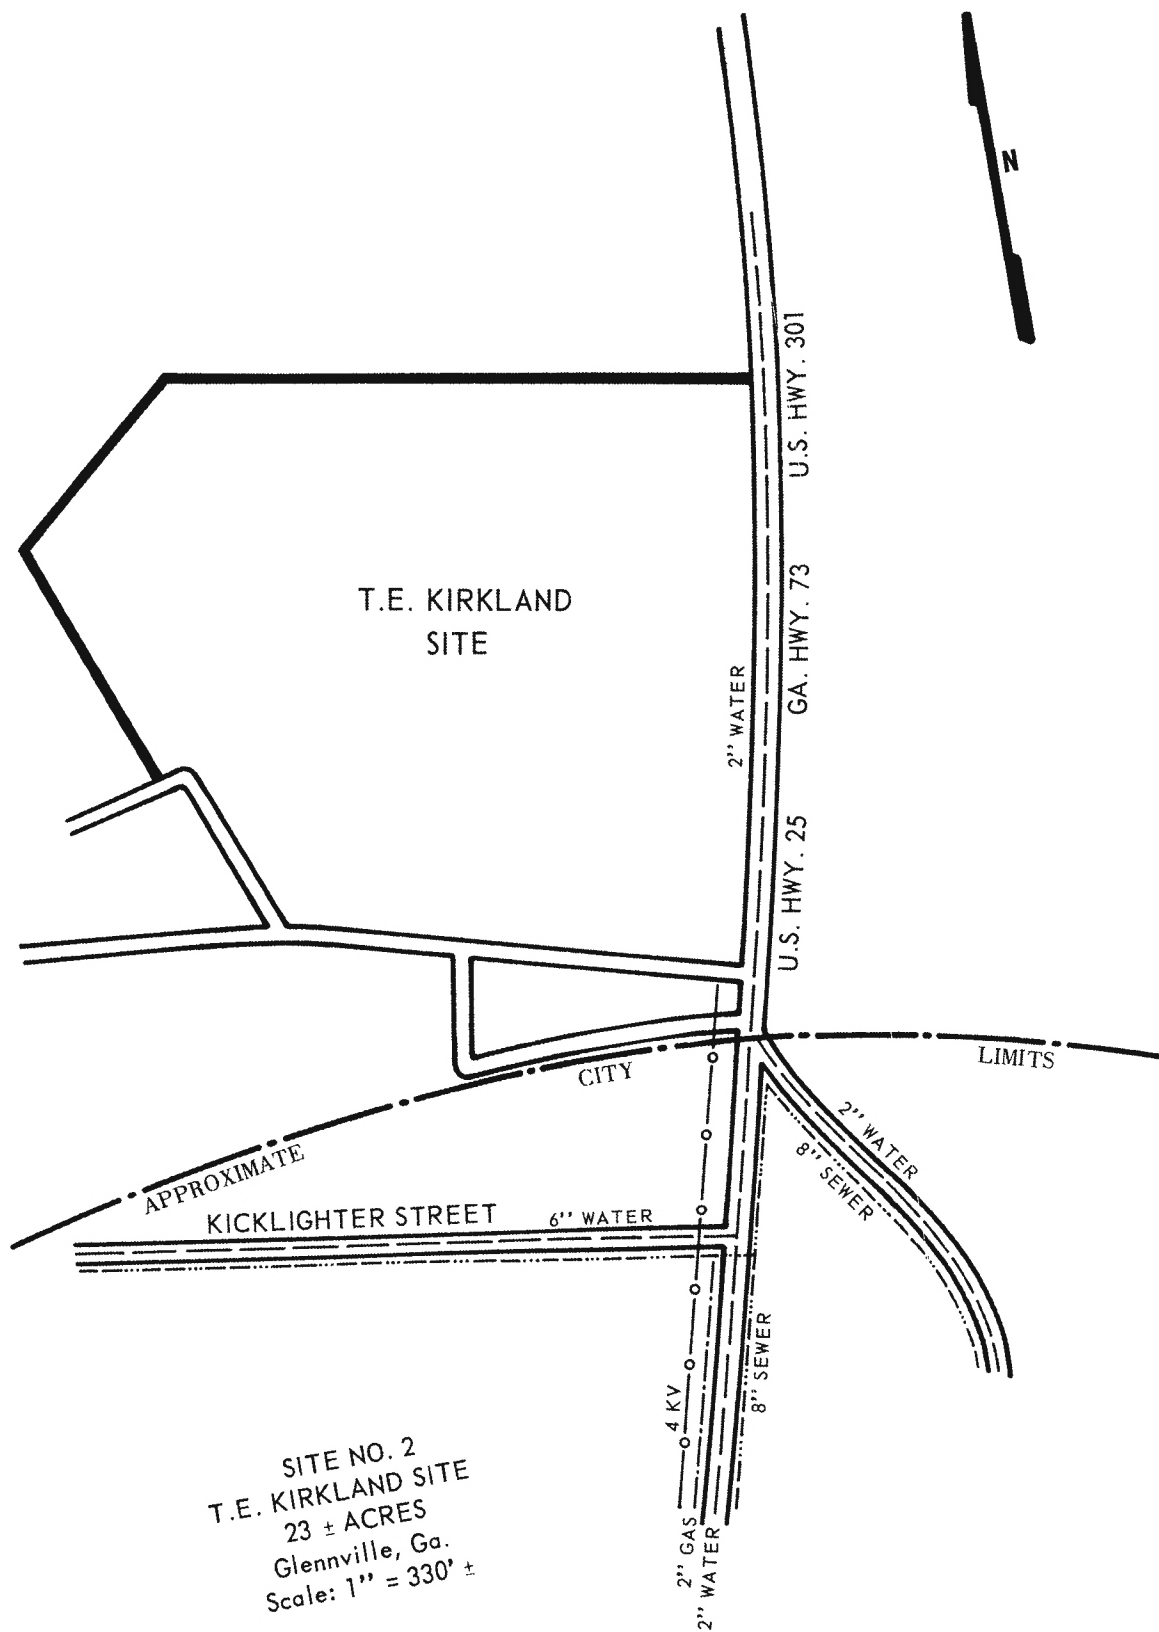 N
U.S. HWY. 301
T.E. KIRKLAND
SITE
GA. HWY. 73
2'' WATER
U.S. HWY. 25
APPROXIMATE
CITY
LIMITS
2'' WATER
8'' SEWER
KICKLIGHTER STREET
6'' WATER
8'' SEWER
4 KV
2'' GAS
2'' WATER
SITE NO. 2
T.E. KIRKLAND SITE
23 ± ACRES
Glennville, Ga.
Scale: 1'' = 330' ±